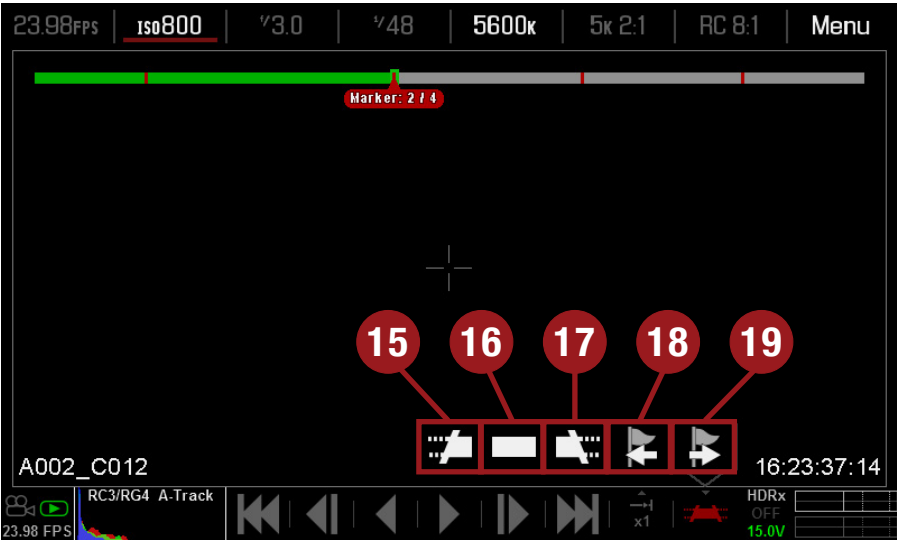 23.98FPS ISO800 f/3.0 1/48 5600K 5K 2:1 RC 8:1 Menu
Marker: 2 / 4
15 16 17 18 19
A002_C012 16:23:37:14
RC3/RG4 A-Track HDRx
x1 OFF
23.98 FPS 15.0V